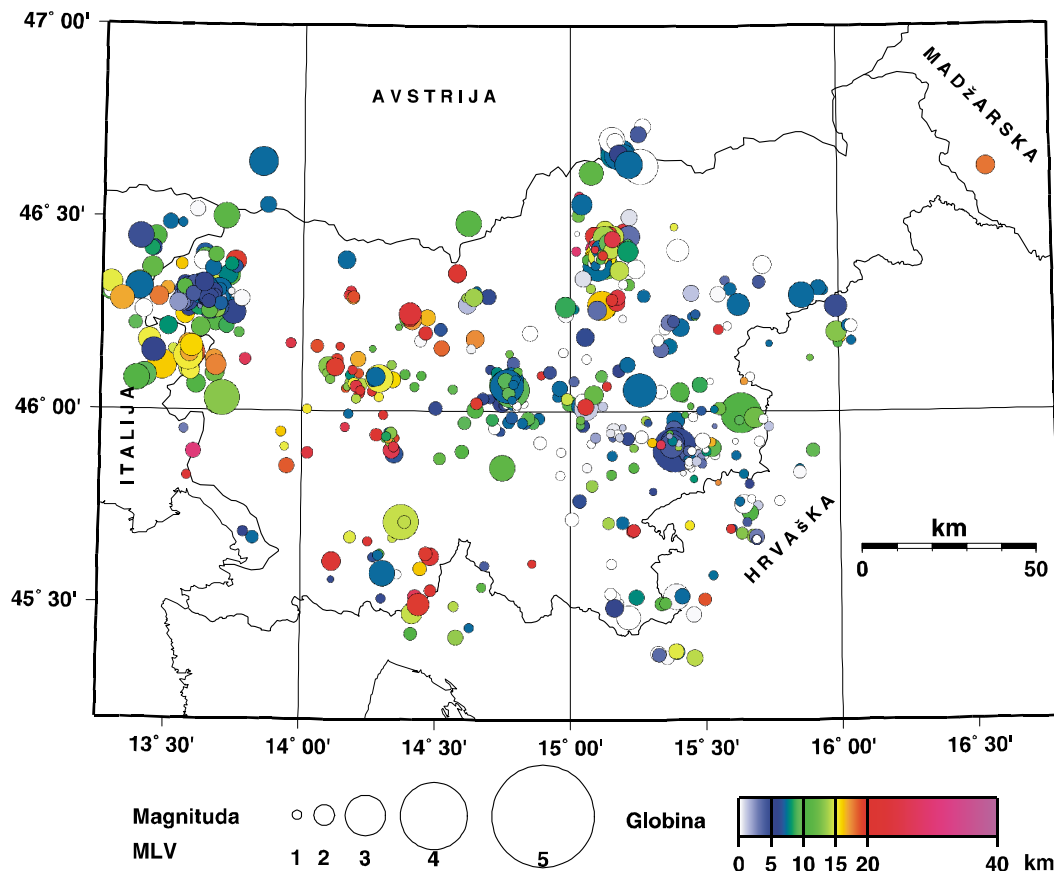 47° 00'
AVSTRIJA
MADžARSKA
46° 30'
46° 00'
ITALIJA
HRVAšKA
km
0 50
45° 30'
13° 30' 14° 00' 14° 30' 15° 00' 15° 30' 16° 00' 16° 30'
Magnituda
MLV 1 2 3 4 5
Globina
0 5 10 15 20 40 km